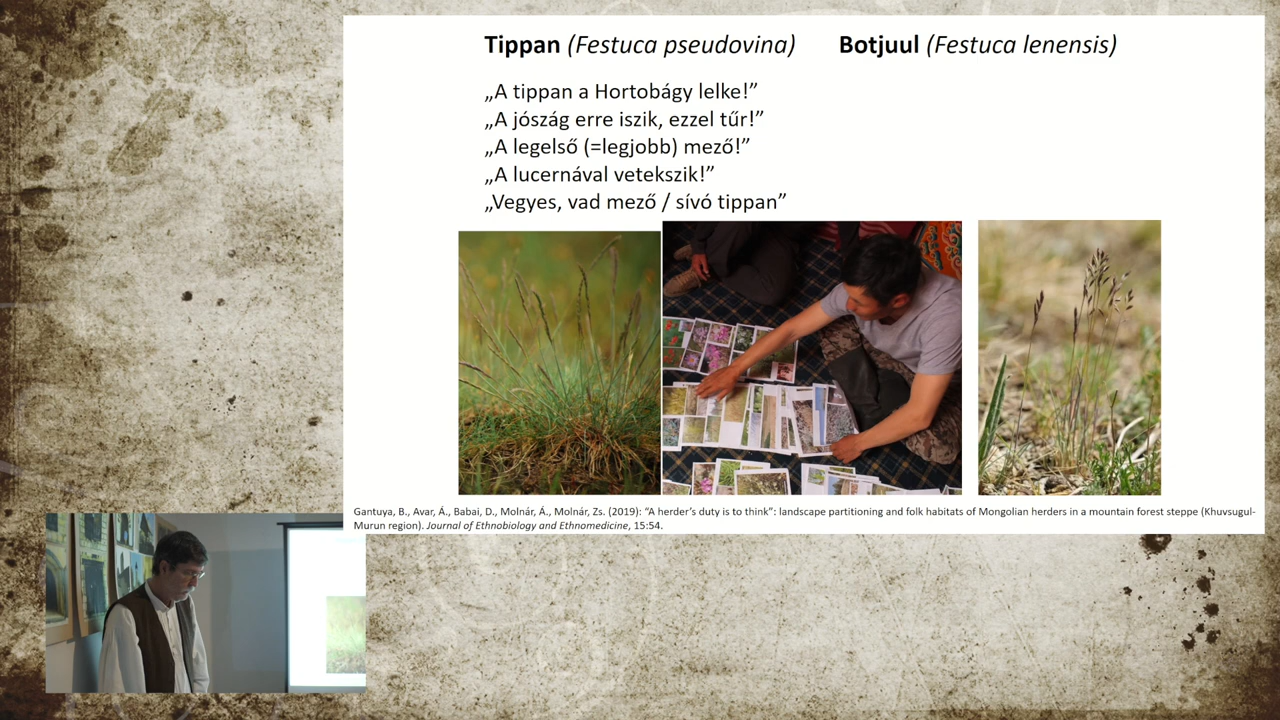 Tippan (Festuca pseudovina)
Botjuul (Festuca lenensis)
„A tippan a Hortobágy lelke!”
„A jószág erre iszik, ezzel tűr!”
„A legelső (=legjobb) mező!”
„A lucernával vetekszik!”
„Vegyes, vad mező / sívó tippan”
Gantuya, B., Avar, Á., Babai, D., Molnár, Á., Molnár, Zs. (2019): “A herder’s duty is to think”: landscape partitioning and folk habitats of Mongolian herders in a mountain forest steppe (Khuvsugul-
Murun region). Journal of Ethnobiology and Ethnomedicine, 15:54.